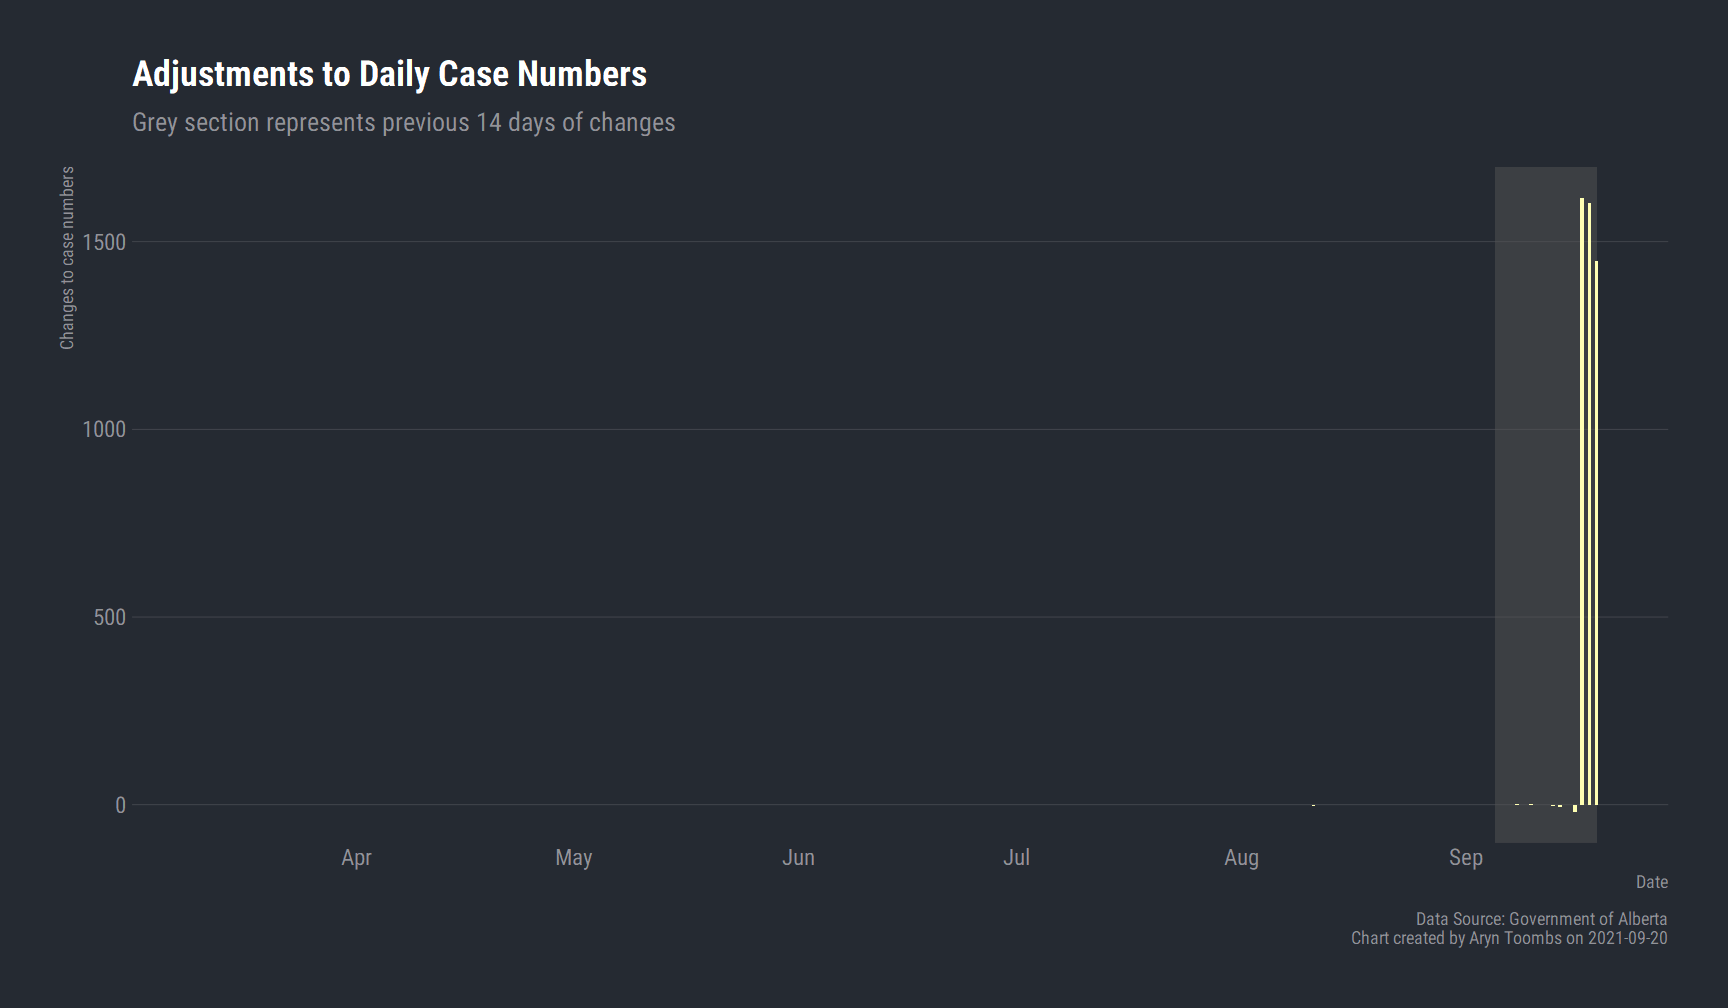 Adjustments to Daily Case Numbers
Grey section represents previous 14 days of changes
Changes to case numbers
1500
1000
500
0
Apr May Jun Jul Aug Sep
Date
Data Source: Government of Alberta
Chart created by Aryn Toombs on 2021-09-20